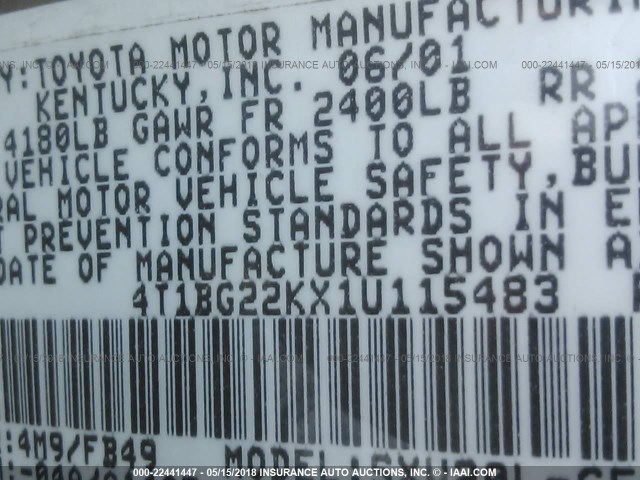 Y:TOYOTA MOTOR MANUFACTURIN
KENTUCKY, INC. 06/01
4180LB GAWR FR 2400LB RR
VEHICLE CONFORMS TO ALL AP
RAL MOTOR VEHICLE SAFETY, BU
T PREVENTION STANDARDS IN E
DATE OF MANUFACTURE SHOWN A
4T1BG22KX1U115483
:4M9/FB49
MODEL:
000-22441447 - 05/15/2018 INSURANCE AUTO AUCTIONS, INC. - IAAI.COM